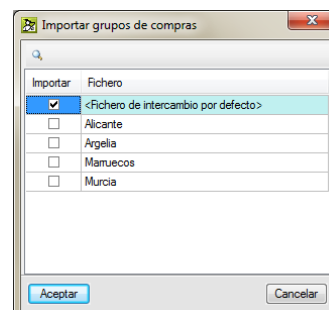 Importar grupos de compras
Importar Fichero
<Fichero de intercambio por defecto>
Alicante
Argelia
Marruecos
Murcia
Aceptar Cancelar